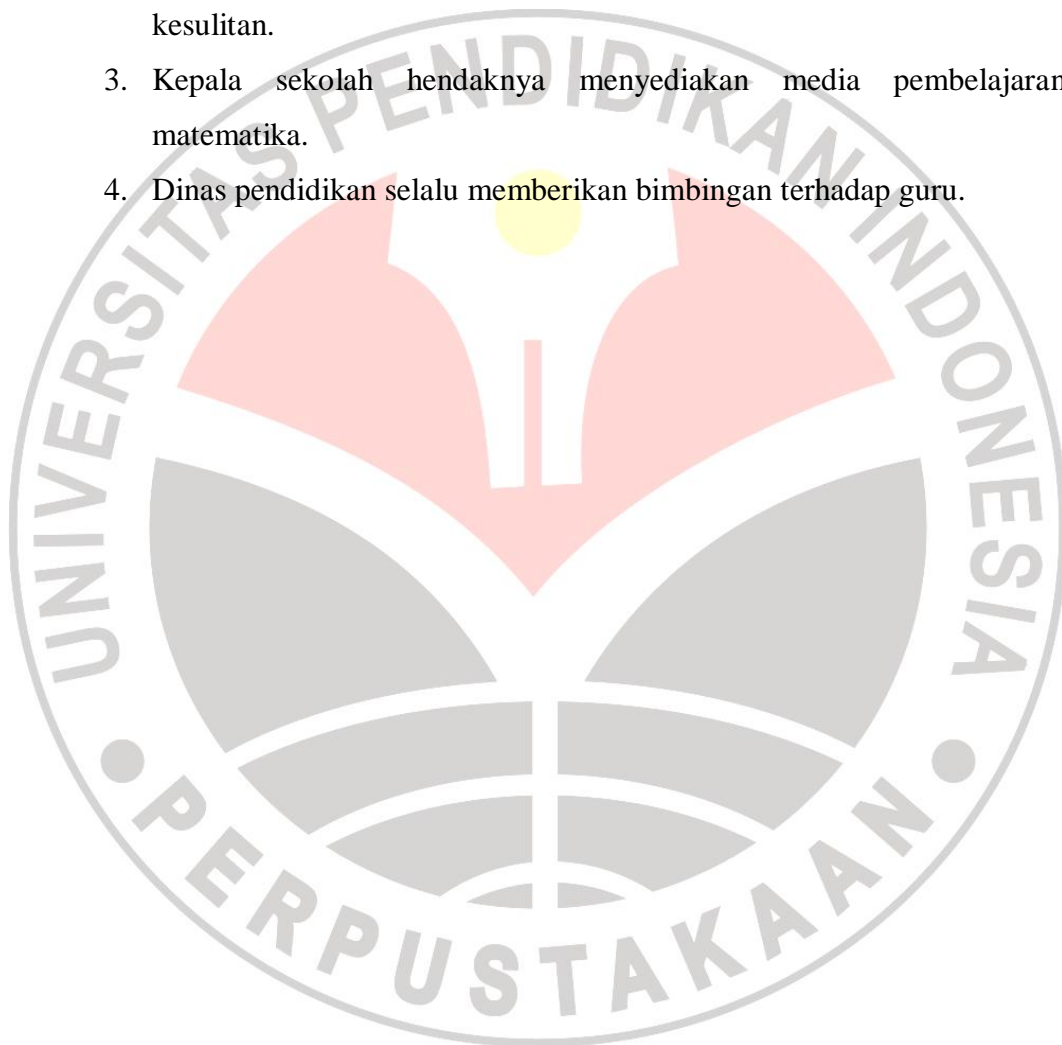 kesulitan.
3. Kepala sekolah hendaknya menyediakan media pembelajaran
matematika.
4. Dinas pendidikan selalu memberikan bimbingan terhadap guru.
UNIVERSITAS PENDIDIKAN INDONESIA
PERPUSTAKAAN